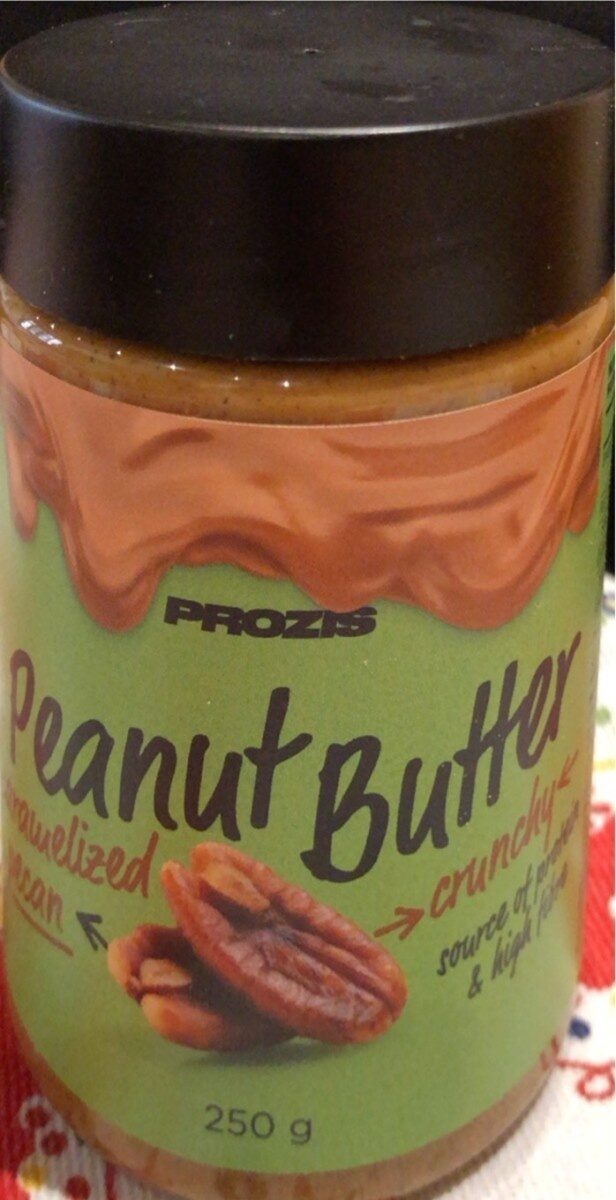 PROZIS
Peanut Butter
caramelized
pecan
crunchy
source of protein
& high fibre
250 g